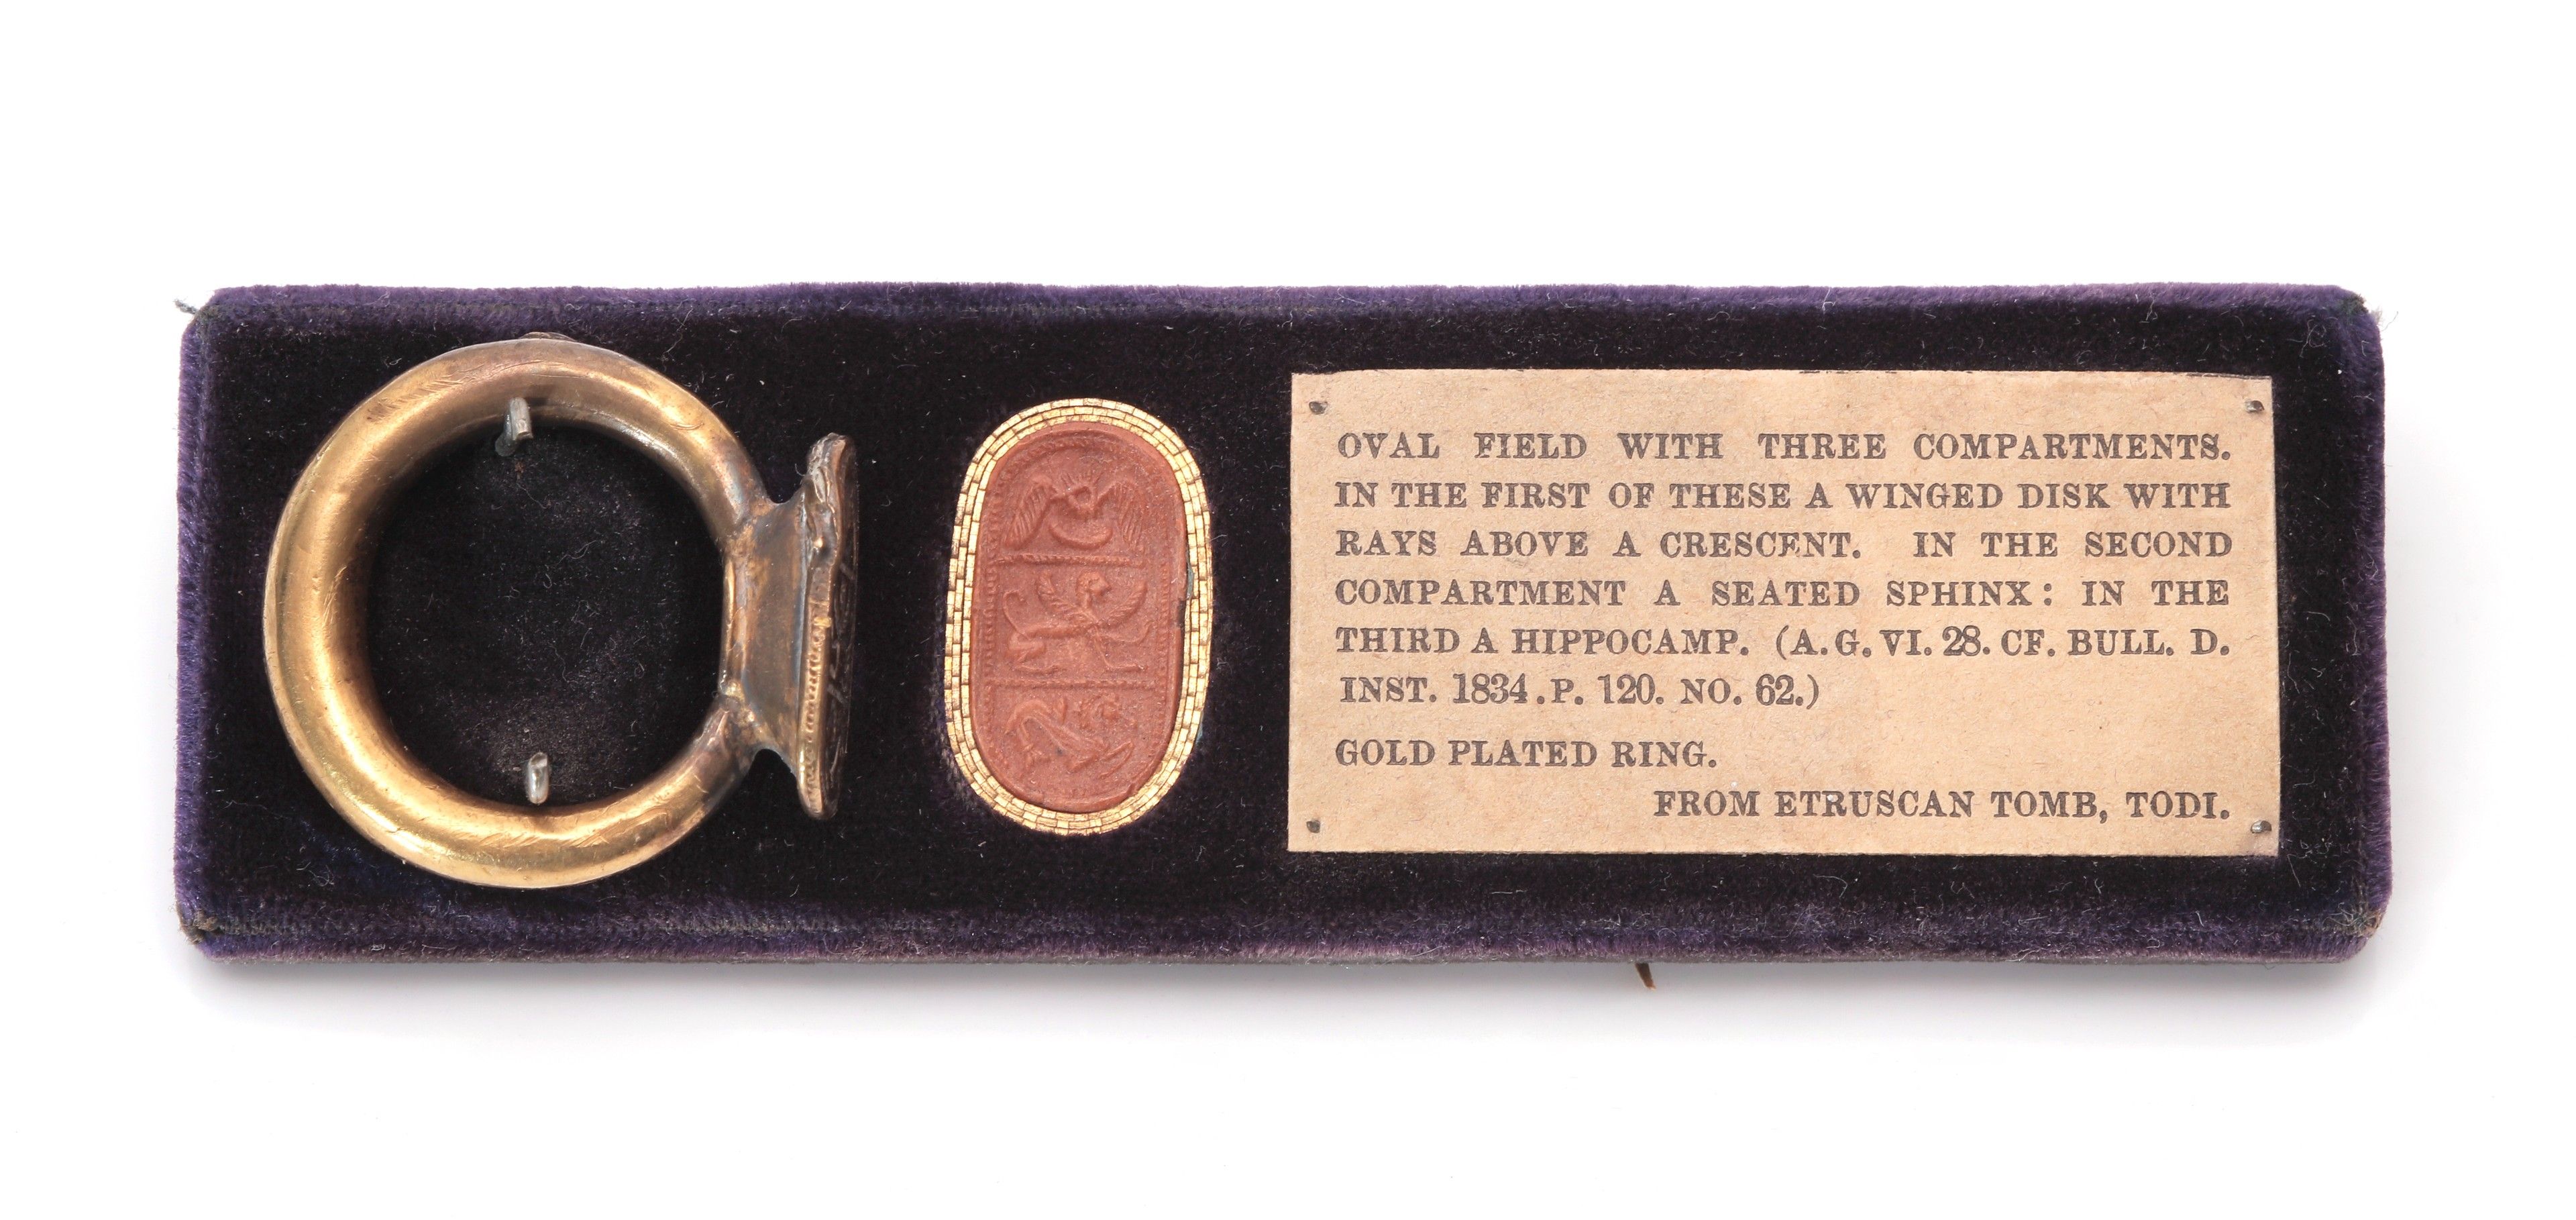 OVAL FIELD WITH THREE COMPARTMENTS.
IN THE FIRST OF THESE A WINGED DISK WITH
RAYS ABOVE A CRESCENT. IN THE SECOND
COMPARTMENT A SEATED SPHINX: IN THE
THIRD A HIPPOCAMP. (A.G. VI. 28. CF. BULL. D.
INST. 1834. P. 120. NO. 62.)
GOLD PLATED RING.
FROM ETRUSCAN TOMB, TODI.